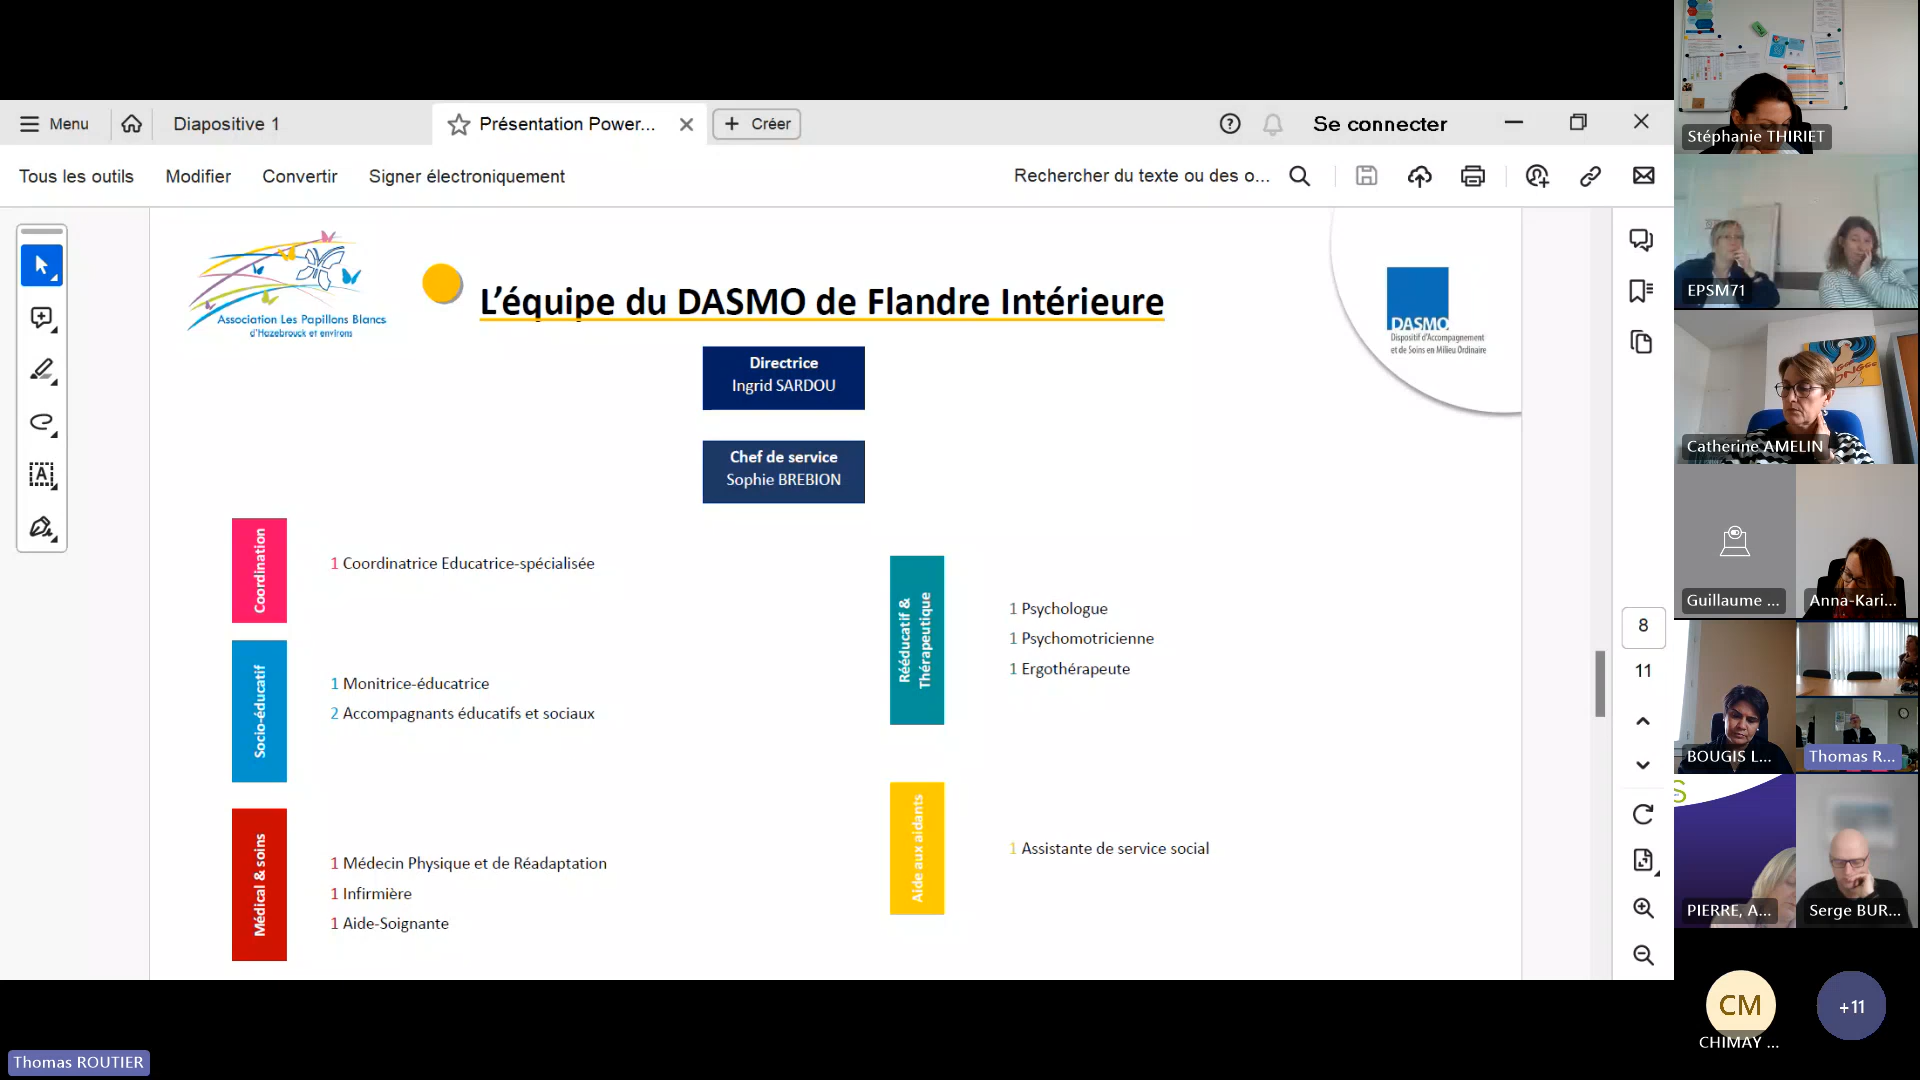 Menu
Diapositive 1
Présentation Power...
Créer
Se connecter
Tous les outils
Modifier
Convertir
Signer électroniquement
Rechercher du texte ou des o...
Association Les Papillons Blancs
d'Hazebrouck et environs
L'équipe du DASMO de Flandre Intérieure
DASMO
Dispositif d'Accompagnement
et de Soins en Milieu Ordinaire
Directrice
Ingrid SARDOU
Chef de service
Sophie BREBION
Coordination
1 Coordinatrice Educatrice-spécialisée
Socio-éducatif
1 Monitrice-éducatrice
2 Accompagnants éducatifs et sociaux
Médical & soins
1 Médecin Physique et de Réadaptation
1 Infirmière
1 Aide-Soignante
Rééducatif &
Thérapeutique
1 Psychologue
1 Psychomotricienne
1 Ergothérapeute
Aide aux aidants
1 Assistante de service social
8
11
Stéphanie THIRIET
EPSM71
Catherine AMELIN
Guillaume ...
Anna-Kari...
BOUGIS L...
Thomas R...
PIERRE, A...
Serge BUR...
CM
CHIMAY ...
+11
Thomas ROUTIER